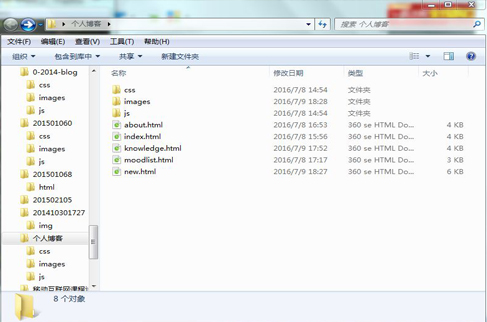 个人博客
搜索 个人博客
文件(F) 编辑(E) 查看(V) 工具(T) 帮助(H)
组织 包含到库中 共享 新建文件夹
名称 修改日期 类型 大小
0-2014-blog
css
images
js
201501060
css
images
js
201501068
html
201502105
201410301727
img
个人博客
css
images
js
移动互联网课程
css 2016/7/8 14:54 文件夹
images 2016/7/9 18:28 文件夹
js 2016/7/8 14:54 文件夹
about.html 2016/7/8 16:53 360 se HTML Do... 4 KB
index.html 2016/7/8 15:56 360 se HTML Do... 4 KB
knowledge.html 2016/7/9 17:52 360 se HTML Do... 4 KB
moodlist.html 2016/7/8 17:17 360 se HTML Do... 3 KB
new.html 2016/7/9 18:27 360 se HTML Do... 6 KB
8 个对象